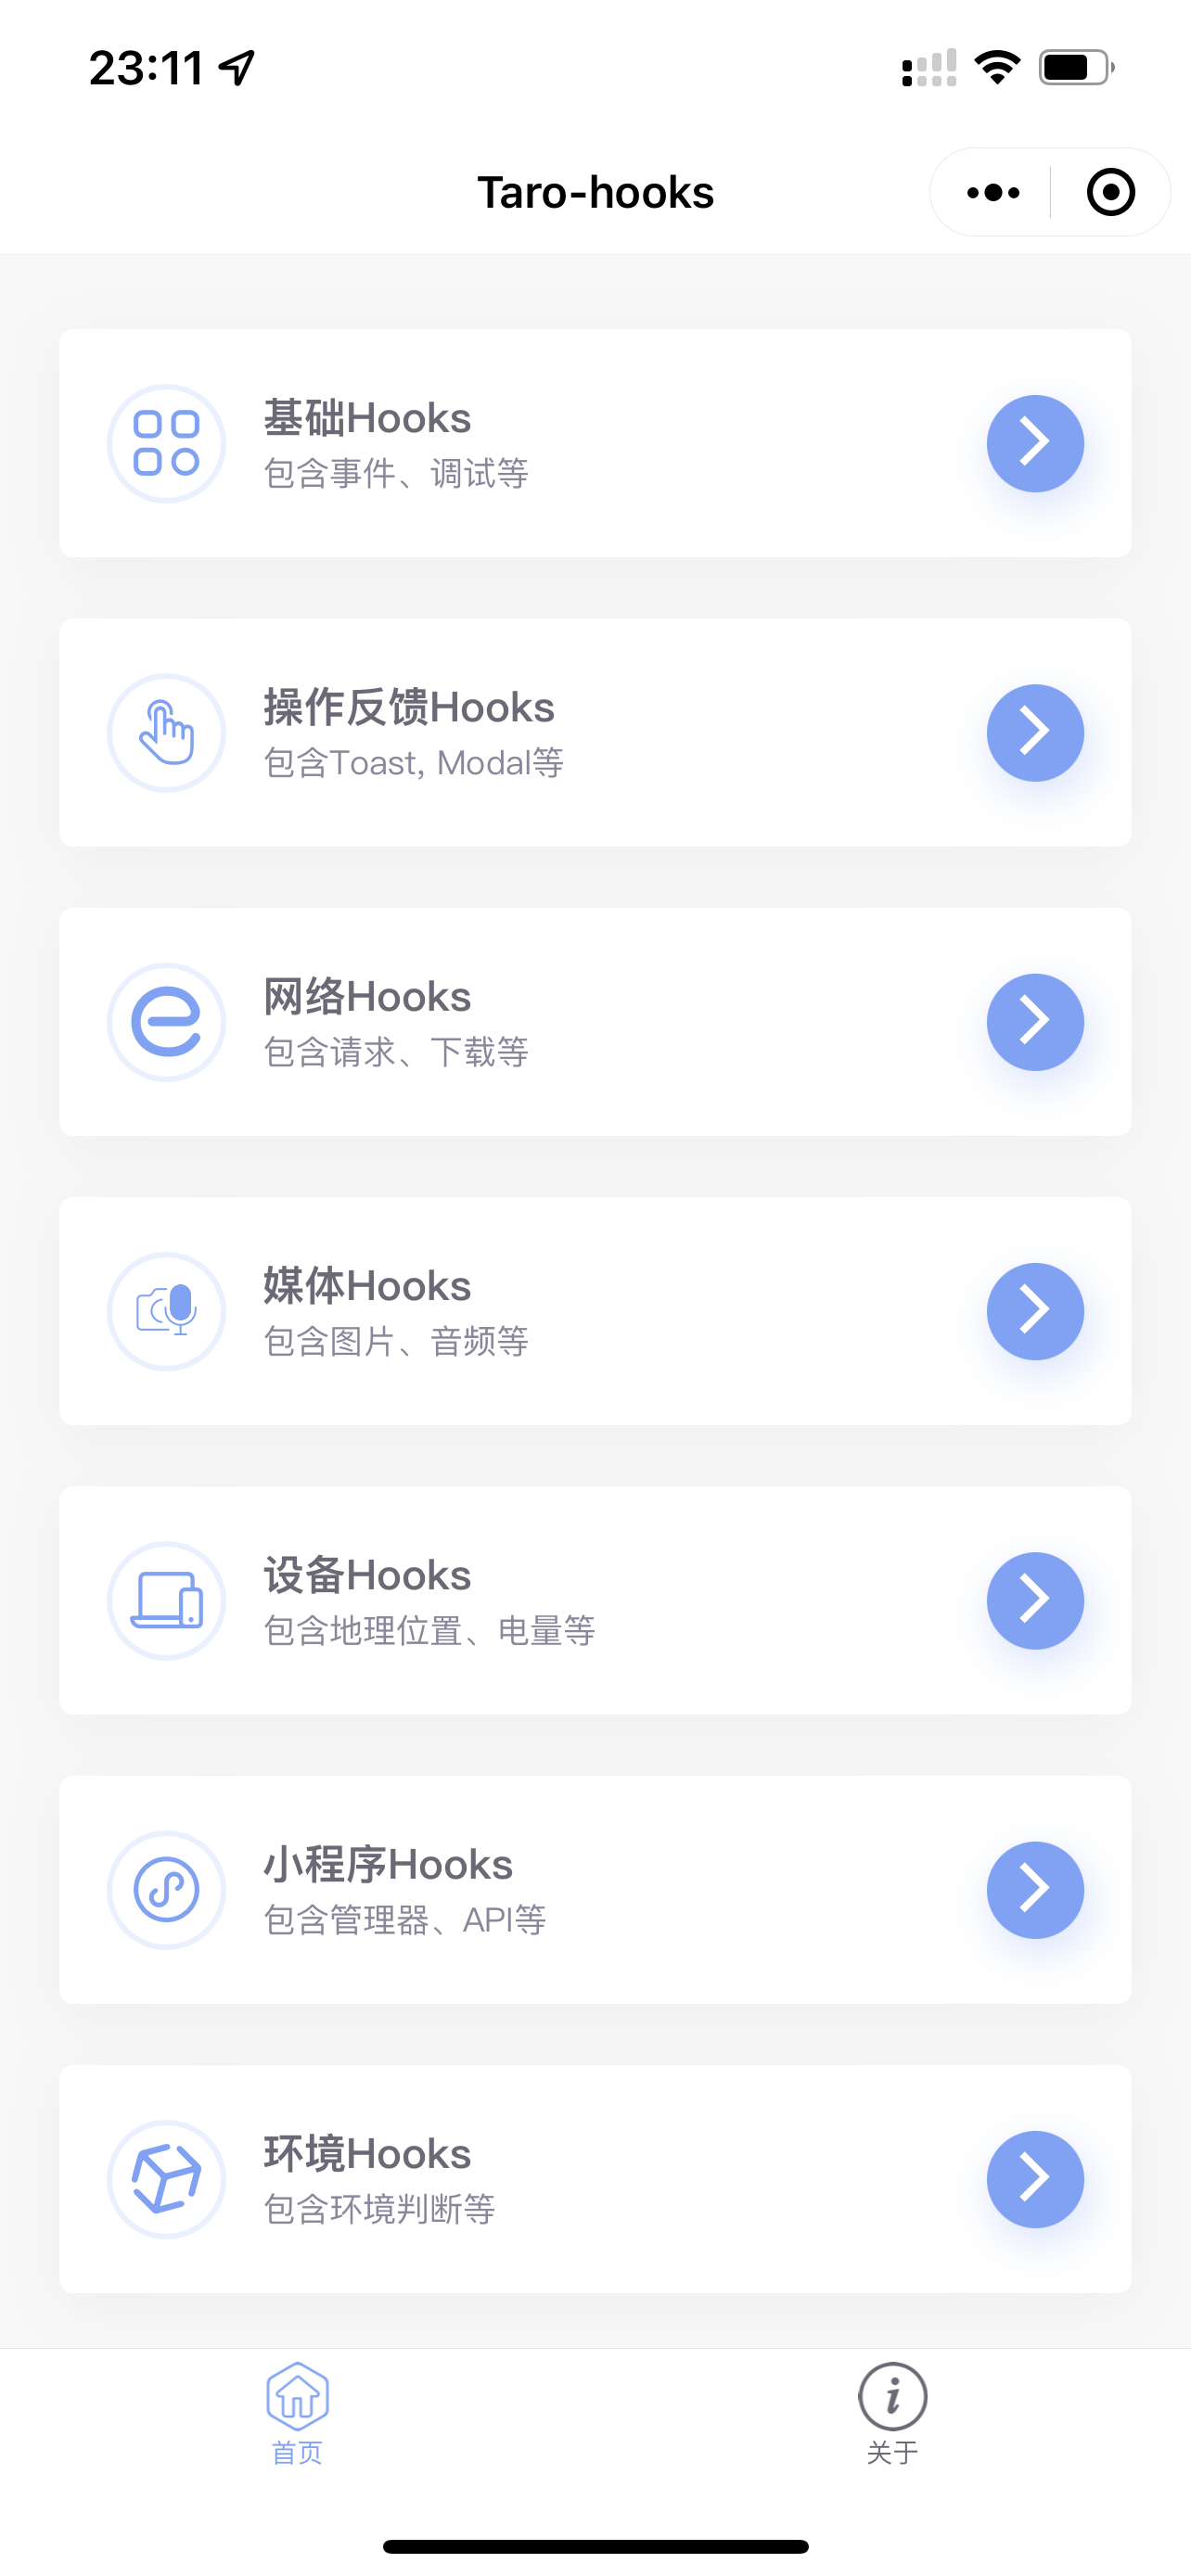 23:11
Taro-hooks
基础Hooks
包含事件、调试等
操作反馈Hooks
包含Toast, Modal等
网络Hooks
包含请求、下载等
媒体Hooks
包含图片、音频等
设备Hooks
包含地理位置、电量等
小程序Hooks
包含管理器、API等
环境Hooks
包含环境判断等
首页
关于